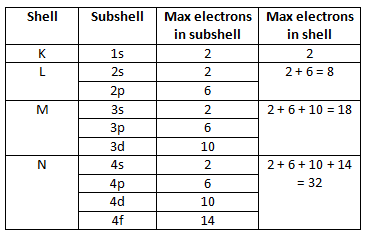 Shell Subshell Max electrons in subshell Max electrons in shell
K 1s 2 2
L 2s 2 2 + 6 = 8
2p 6
M 3s 2 2 + 6 + 10 = 18
3p 6
3d 10
N 4s 2 2 + 6 + 10 + 14
4p 6 = 32
4d 10
4f 14